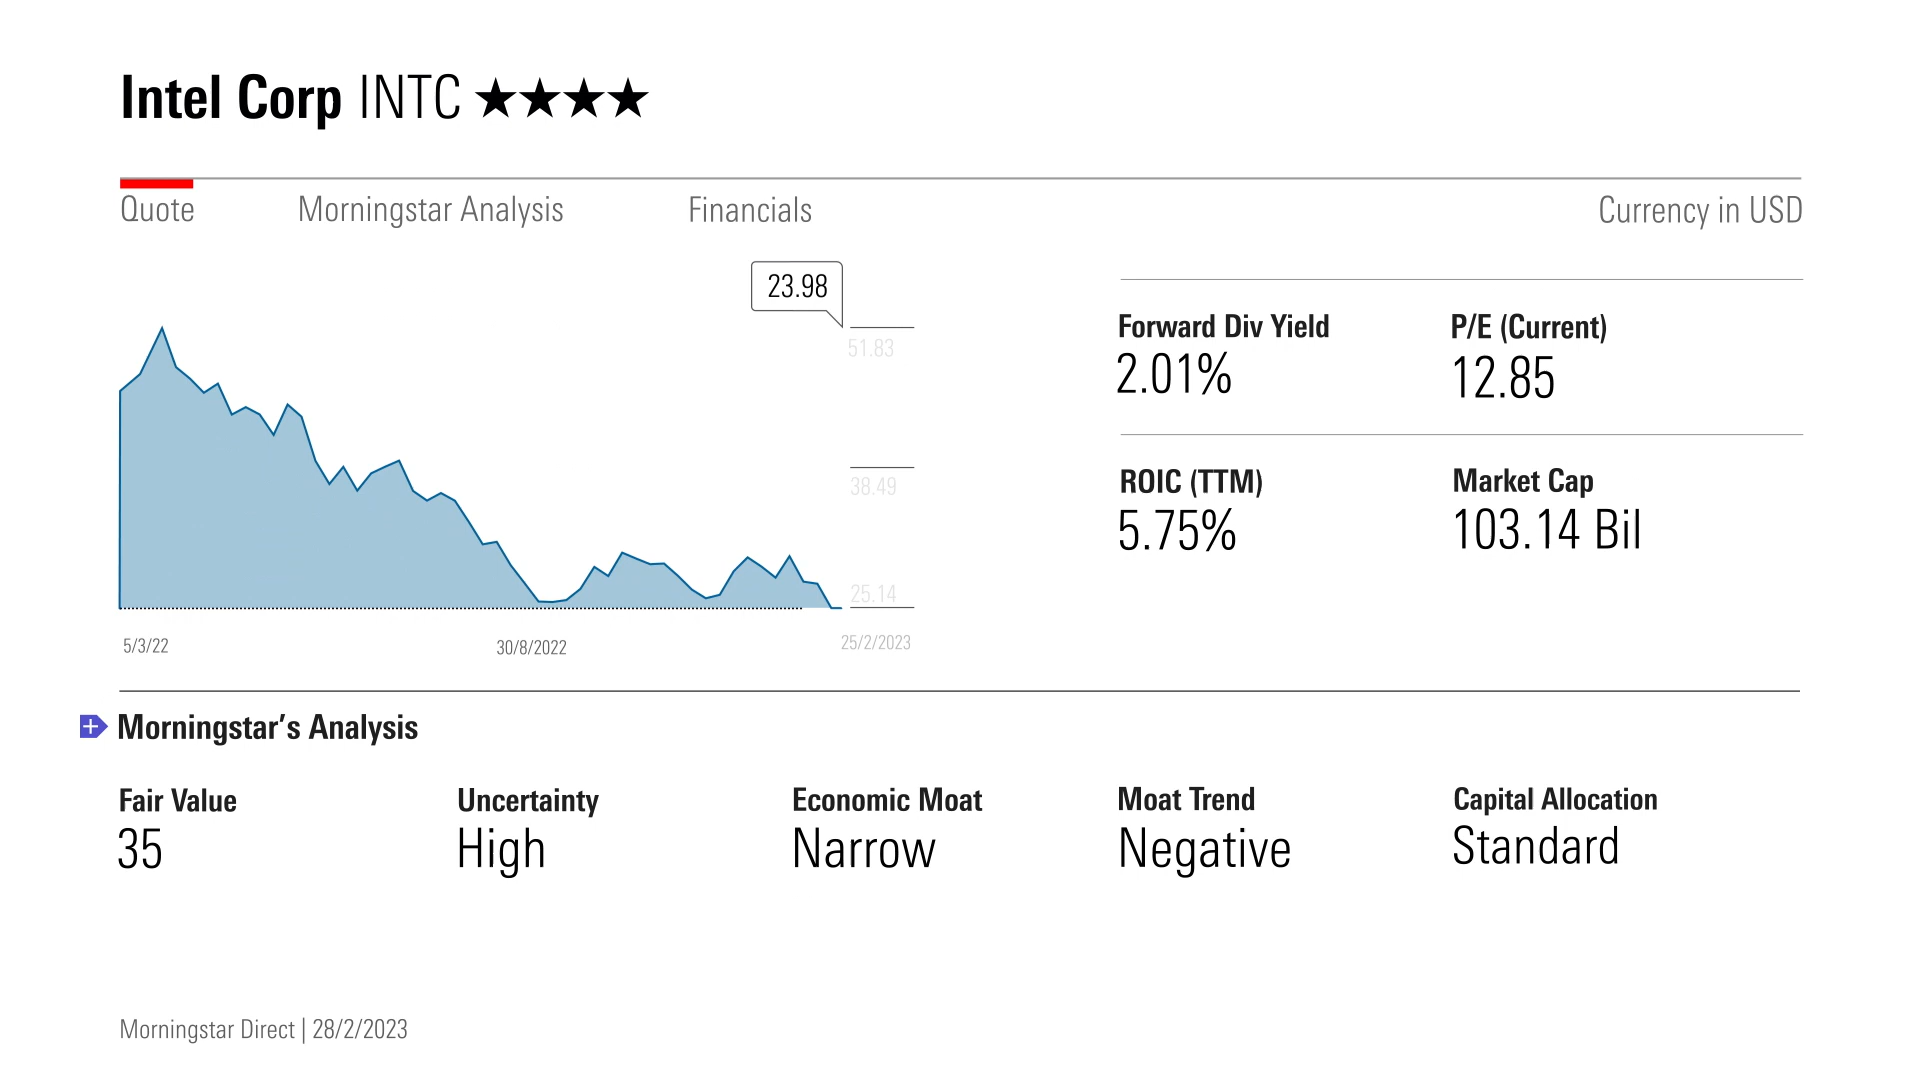 Intel Corp INTC ★★★★
Quote Morningstar Analysis Financials Currency in USD
23.98
51.83
38.49
25.14
5/3/22 30/8/2022 25/2/2023
Forward Div Yield P/E (Current)
2.01% 12.85
ROIC (TTM) Market Cap
5.75% 103.14 Bil
Morningstar’s Analysis
Fair Value Uncertainty Economic Moat Moat Trend Capital Allocation
35 High Narrow Negative Standard
Morningstar Direct | 28/2/2023